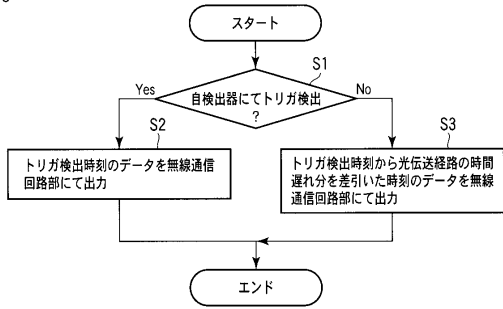 スタート
S1
Yes
自検出器にてトリガ検出
?
No
S2
トリガ検出時刻のデータを無線通信
回路部にて出力
S3
トリガ検出時刻から光伝送経路の時間
遅れ分を差引いた時刻のデータを無線
通信回路部にて出力
エンド